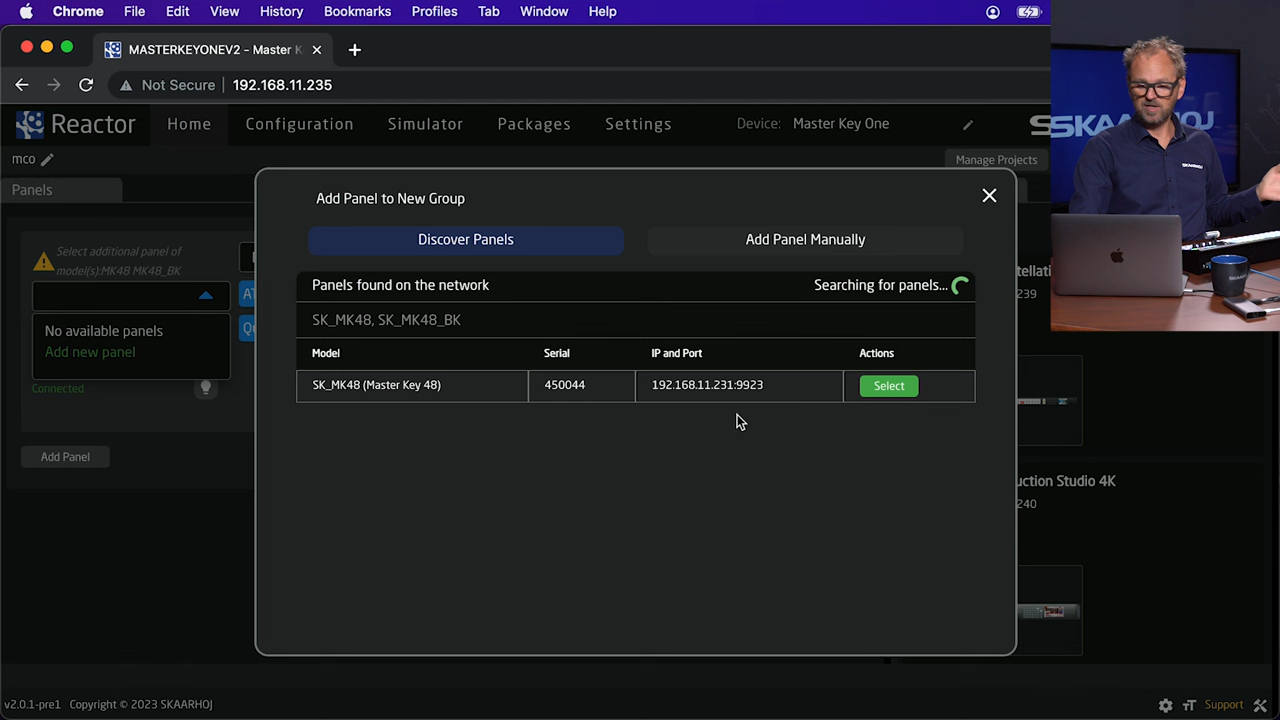 Chrome File Edit View History Bookmarks Profiles Tab Window Help
MASTERKEYONEV2 - Master K
Not Secure 192.168.11.235
Reactor Home Configuration Simulator Packages Settings Device: Master Key One
SKAARHOJ
mco Manage Projects
Panels
Add Panel to New Group
Discover Panels Add Panel Manually
Select additional panel of
model(s):MK48 MK48_BK
Panels found on the network Searching for panels...
SK_MK48, SK_MK48_BK
Model Serial IP and Port Actions
SK_MK48 (Master Key 48) 450044 192.168.11.231:9923 Select
No available panels
Add new panel
Connected
Add Panel
tellati
239
uction Studio 4K
240
SKAARHOJ
SKAARHOJ
v2.0.1-pre1 Copyright © 2023 SKAARHOJ Support